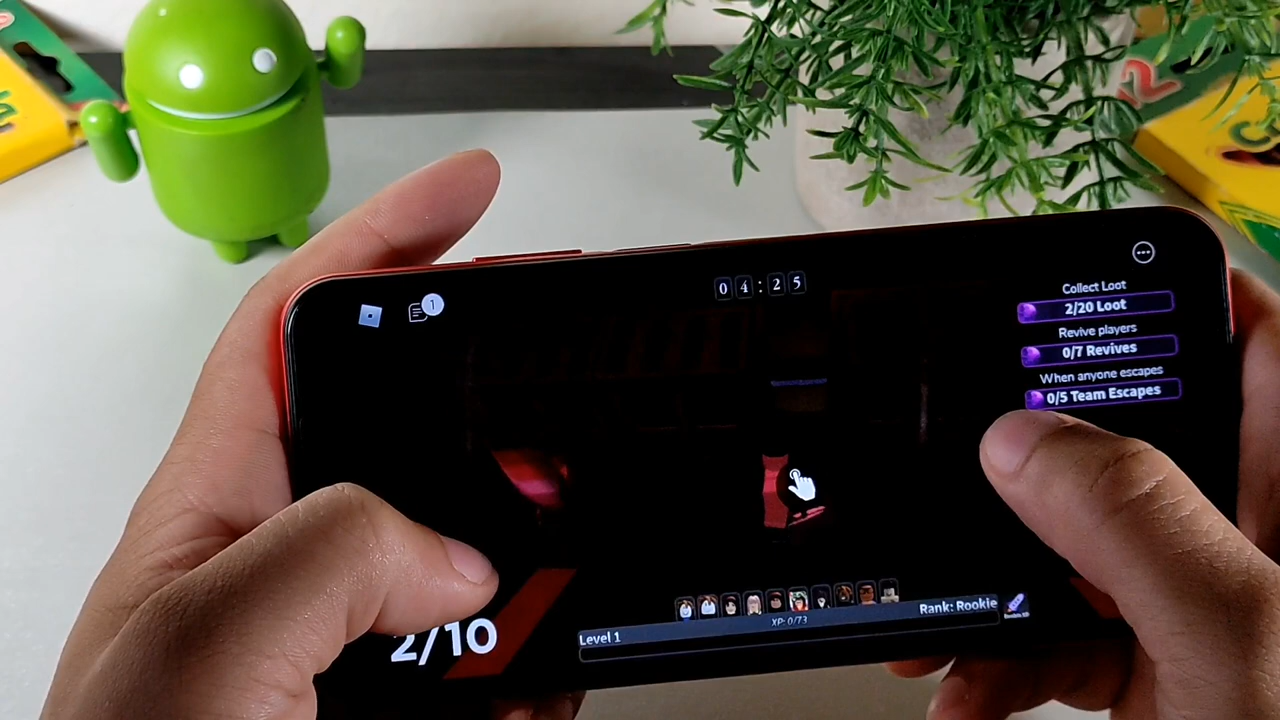 1
04:25
Collect Loot
2/20 Loot
Revive players
0/7 Revives
When anyone escapes
0/5 Team Escapes
2/10
Level 1
XP: 0/73
Rank: Rookie